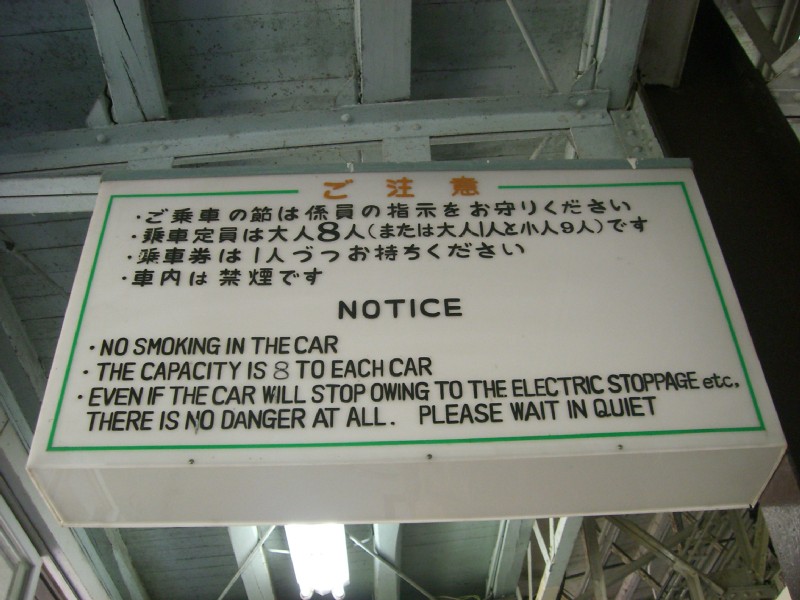 ご注意
・ご乗車の節は係員の指示をお守りください
・乗車定員は大人8人(または大人1人と小人9人)です
・乗車券は1人づつお持ちください
・車内は禁煙です
NOTICE
・NO SMOKING IN THE CAR
・THE CAPACITY IS 8 TO EACH CAR
・EVEN IF THE CAR WILL STOP OWING TO THE ELECTRIC STOPPAGE etc,
THERE IS NO DANGER AT ALL. PLEASE WAIT IN QUIET